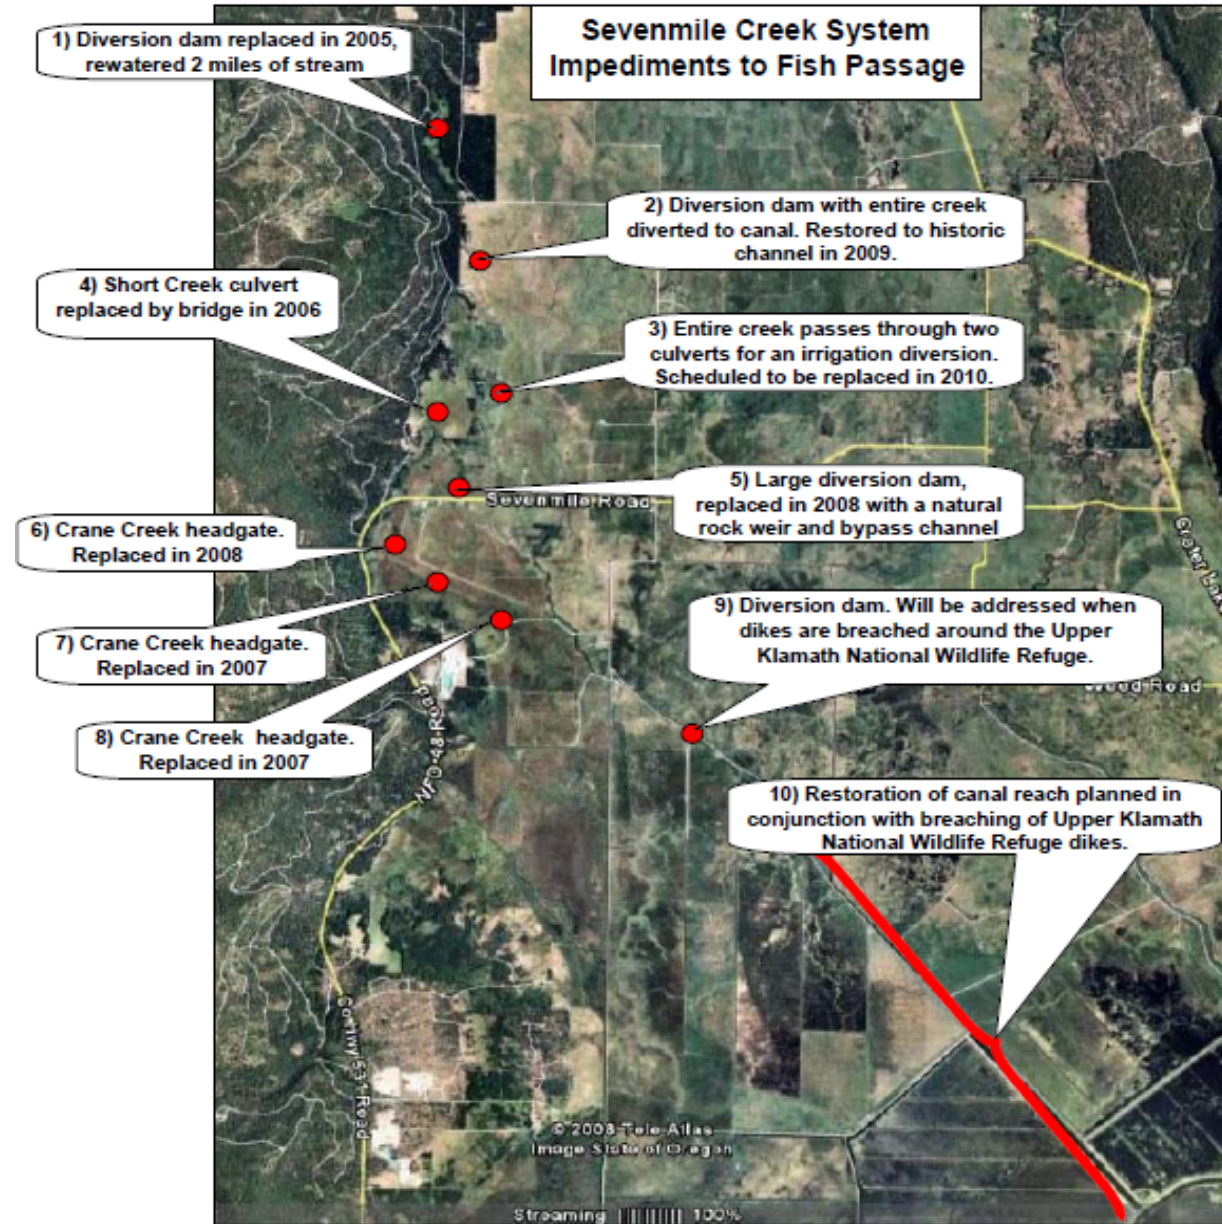 Sevenmile Creek System
Impediments to Fish Passage
1) Diversion dam replaced in 2005,
rewatered 2 miles of stream
2) Diversion dam with entire creek
diverted to canal. Restored to historic
channel in 2009.
4) Short Creek culvert
replaced by bridge in 2006
3) Entire creek passes through two
culverts for an irrigation diversion.
Scheduled to be replaced in 2010.
5) Large diversion dam,
replaced in 2008 with a natural
rock weir and bypass channel
Sevenmile Road
6) Crane Creek headgate.
Replaced in 2008
Crater Lake
7) Crane Creek headgate.
Replaced in 2007
9) Diversion dam. Will be addressed when
dikes are breached around the Upper
Klamath National Wildlife Refuge.
Weed Road
8) Crane Creek headgate.
Replaced in 2007
10) Restoration of canal reach planned in
conjunction with breaching of Upper Klamath
National Wildlife Refuge dikes.
Road
© 2008 Tele Atlas
Image State of Oregon
Streaming 100%